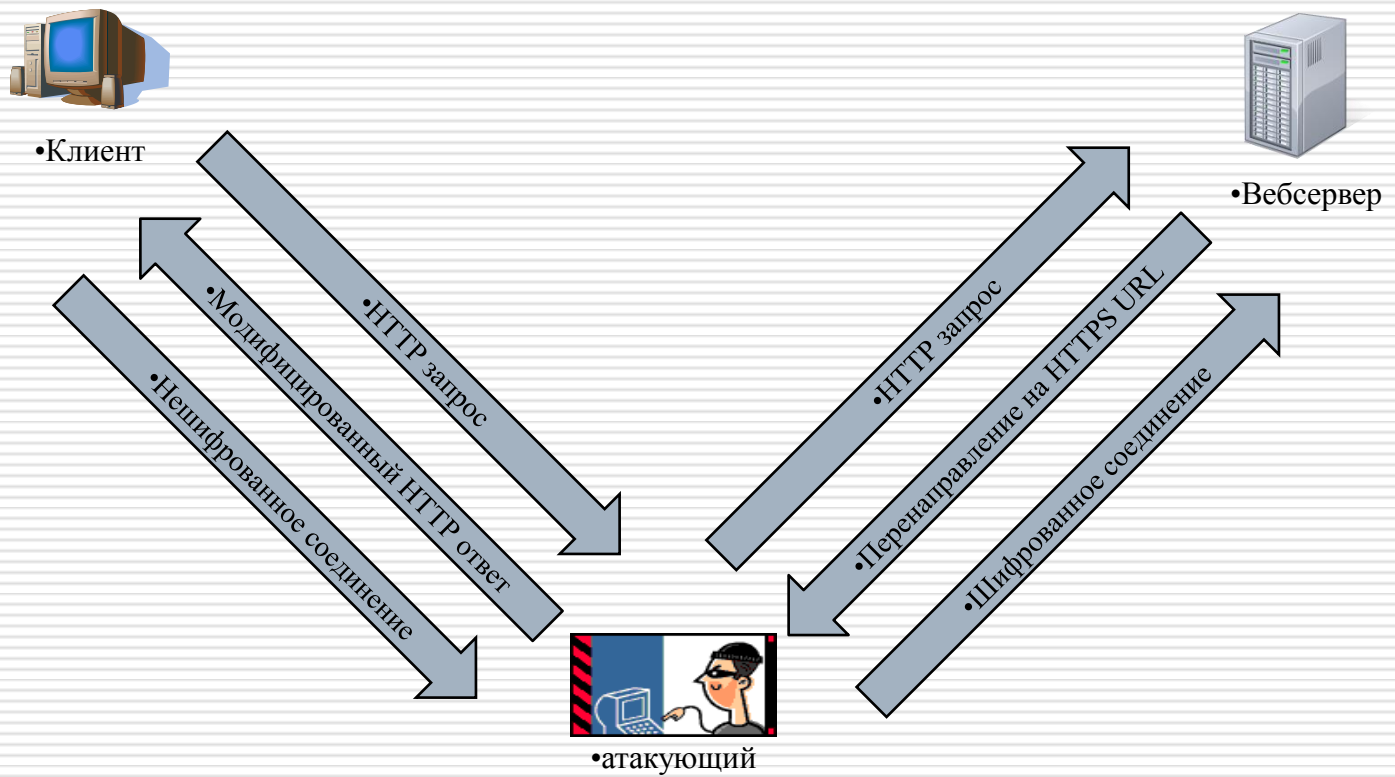 •Клиент
•Вебсервер
•HTTP запрос
•Модифицированный HTTP ответ
•Нешифрованное соединение
•HTTP запрос
•Перенаправление на HTTPS URL
•Шифрованное соединение
•атакующий